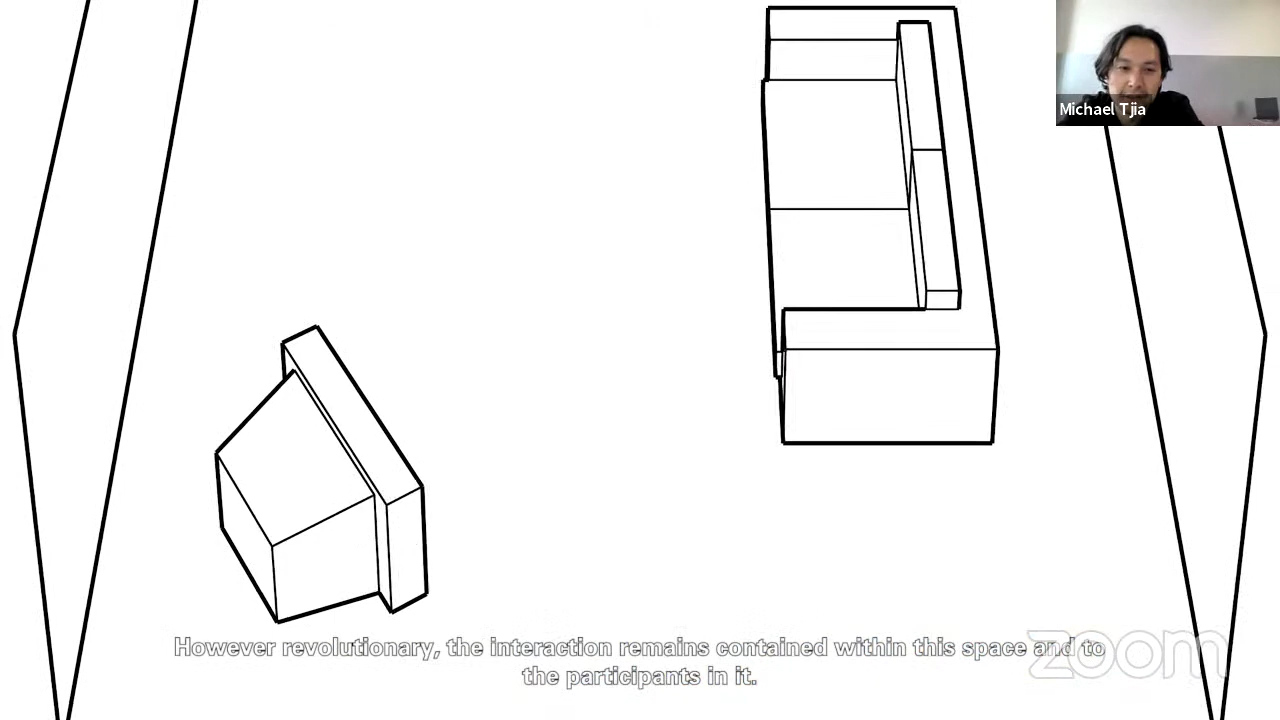 Michael Tjia
However revolutionary, the interaction remains contained within this space and to
the participants in it.
zoom